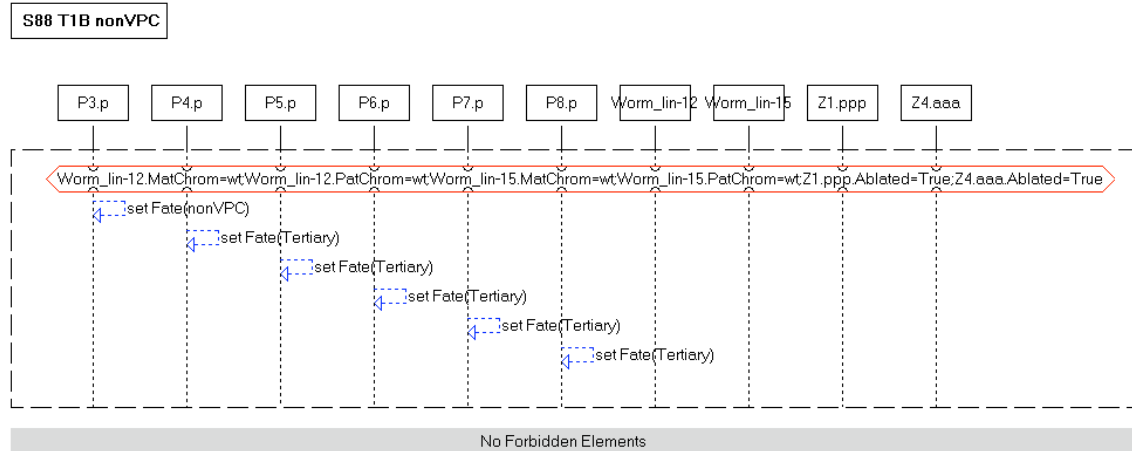 S88 T1B nonVPC
P3.p P4.p P5.p P6.p P7.p P8.p Worm_lin-12 Worm_lin-15 Z1.ppp Z4.aaa
Worm_lin-12.MatChrom=wt;Worm_lin-12.PatChrom=wt;Worm_lin-15.MatChrom=wt;Worm_lin-15.PatChrom=wt;Z1.ppp.Ablated=True;Z4.aaa.Ablated=True
set Fate(nonVPC)
set Fate(Tertiary)
set Fate(Tertiary)
set Fate(Tertiary)
set Fate(Tertiary)
set Fate(Tertiary)
No Forbidden Elements